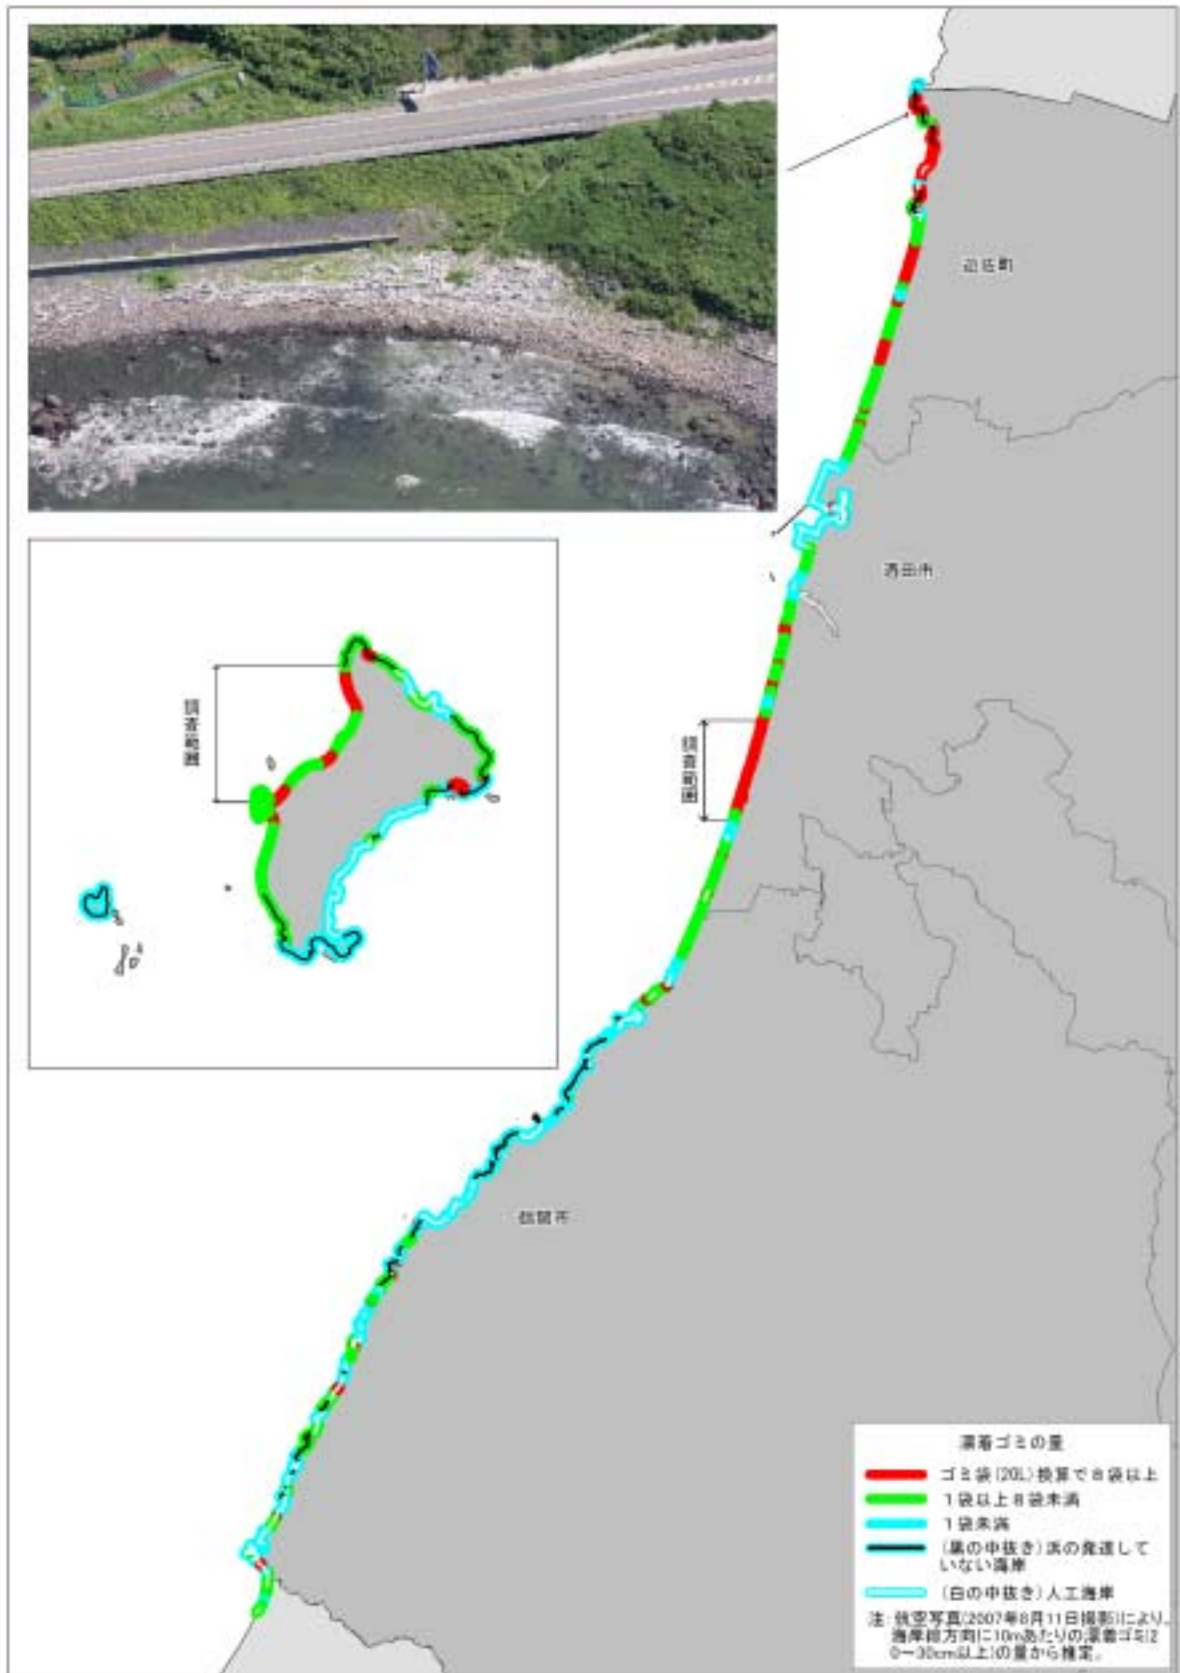 遊佐町
酒田市
調査範囲
調査範囲
鶴岡市
漂着ゴミの量
ゴミ袋(20L)換算で8袋以上
1袋以上8袋未満
1袋未満
(黒の中抜き)浜の発達して
いない海岸
(白の中抜き)人工海岸
注:航空写真(2007年8月11日撮影)により、
海岸線方向に10mあたりの漂着ゴミ(2
0～30cm以上)の量から推定。